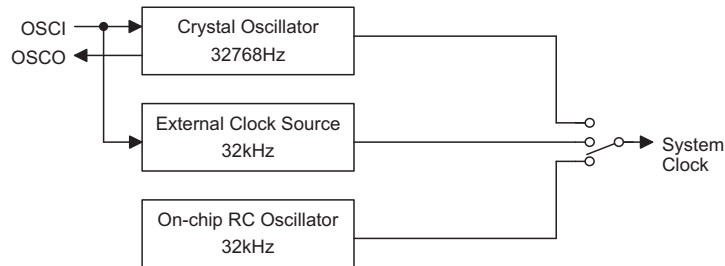 OSCI
OSCO
Crystal Oscillator
32768Hz
External Clock Source
32kHz
On-chip RC Oscillator
32kHz
System
Clock